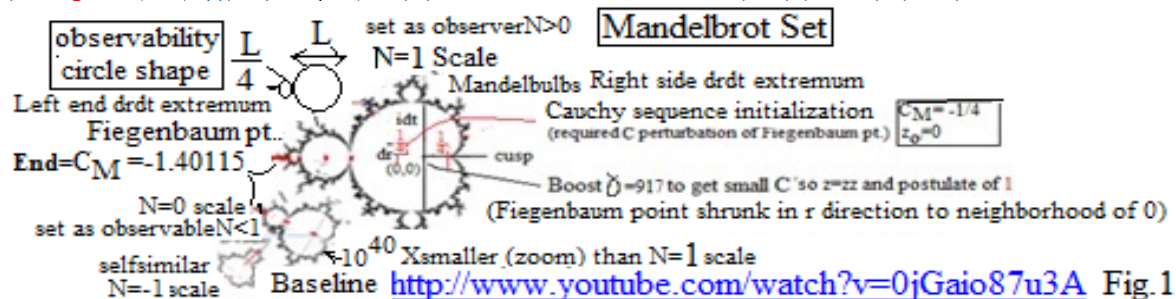 observability
circle shape
L
4
L
set as observerN>0
N=1 Scale
Mandelbrot Set
Mandelbulbs Right side drdt extremum
Left end drdt extremum
Fiegenbaum pt..
End=CM=-1.40115
idt
dr
(0,0)
cusp
Cauchy sequence initialization
(required C perturbation of Fiegenbaum pt.)
CM=-1/4
zo=0
Boost =917 to get small C so z=zz and postulate of 1
(Fiegenbaum point shrunk in r direction to neighborhood of 0)
N=0 scale
set as observableN<1
10^40 Xsmaller (zoom) than N=1 scale
selfsimilar
N=-1 scale
Baseline http://www.youtube.com/watch?v=0jGaio87u3A Fig.1